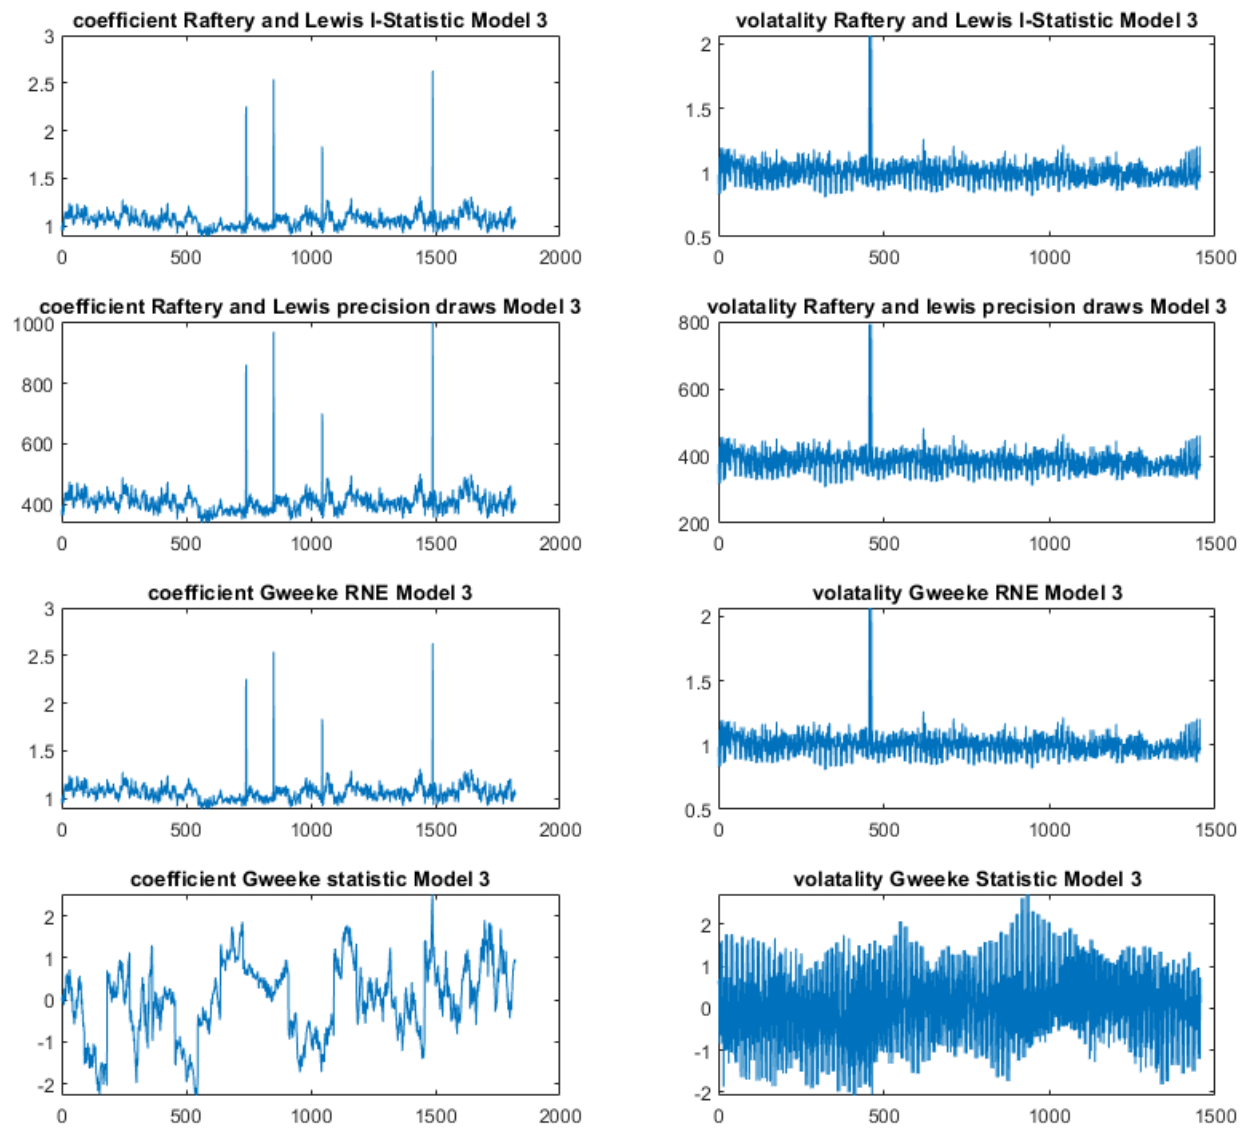 coefficient Raftery and Lewis I-Statistic Model 3
3
2.5
2
1.5
1
0 500 1000 1500 2000
volatality Raftery and Lewis I-Statistic Model 3
2
1.5
1
0.5
0 500 1000 1500
coefficient Raftery and Lewis precision draws Model 3
1000
800
600
400
0 500 1000 1500 2000
volatality Raftery and lewis precision draws Model 3
800
600
400
200
0 500 1000 1500
coefficient Gweeke RNE Model 3
3
2.5
2
1.5
1
0 500 1000 1500 2000
volatality Gweeke RNE Model 3
2
1.5
1
0.5
0 500 1000 1500
coefficient Gweeke statistic Model 3
2
1
0
-1
-2
0 500 1000 1500 2000
volatality Gweeke Statistic Model 3
2
1
0
-1
-2
0 500 1000 1500